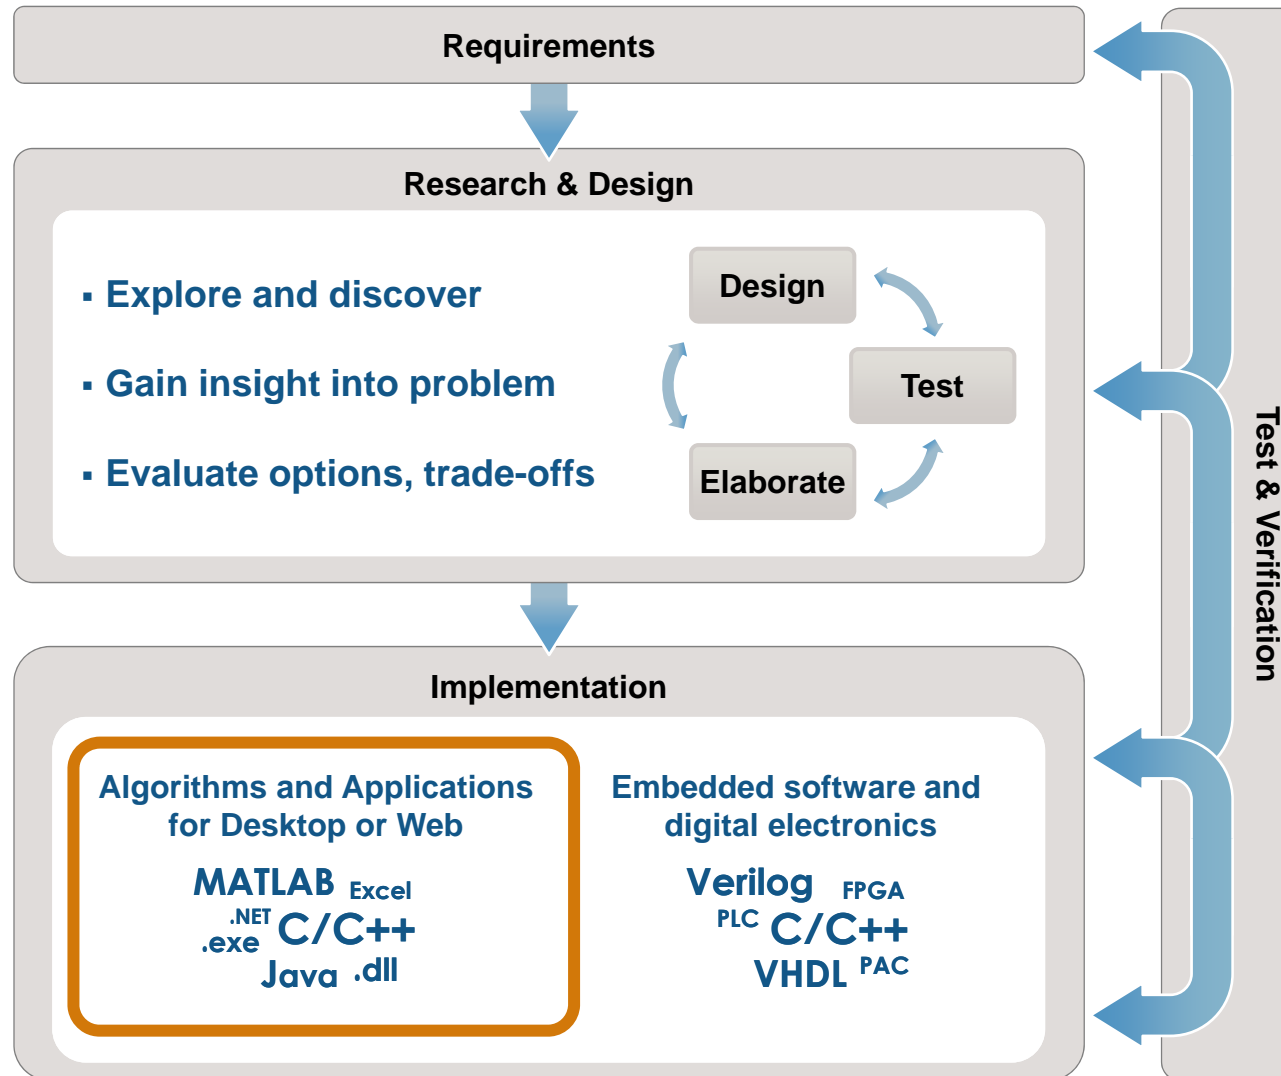 Requirements
Research & Design
▪ Explore and discover
▪ Gain insight into problem
▪ Evaluate options, trade-offs
Design
Test
Elaborate
Implementation
Algorithms and Applications
for Desktop or Web
MATLAB Excel
.NET C/C++
.exe
Java .dll
Embedded software and
digital electronics
Verilog FPGA
PLC C/C++
VHDL PAC
Test & Verification